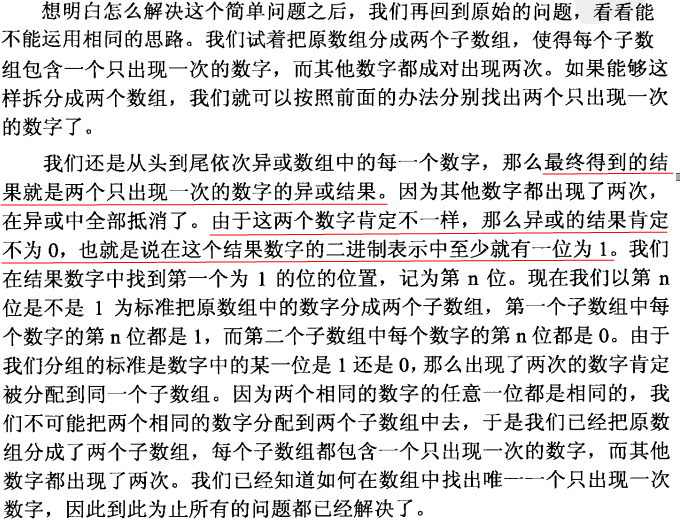 想明白怎么解决这个简单问题之后，我们再回到原始的问题，看看能
不能运用相同的思路。我们试着把原数组分成两个子数组，使得每个子数
组包含一个只出现一次的数字，而其他数字都成对出现两次。如果能够这
样拆分成两个数组，我们就可以按照前面的办法分别找出两个只出现一次
的数字了。
我们还是从头到尾依次异或数组中的每一个数字，那么最终得到的结
果就是两个只出现一次的数字的异或结果。因为其他数字都出现了两次，
在异或中全部抵消了。由于这两个数字肯定不一样，那么异或的结果肯定
不为 0，也就是说在这个结果数字的二进制表示中至少就有一位为 1。我们
在结果数字中找到第一个为 1 的位的位置，记为第 n 位。现在我们以第 n
位是不是 1 为标准把原数组中的数字分成两个子数组，第一个子数组中每
个数字的第 n 位都是 1，而第二个子数组中每个数字的第 n 位都是 0。由于
我们分组的标准是数字中的某一位是 1 还是 0，那么出现了两次的数字肯定
被分配到同一个子数组。因为两个相同的数字的任意一位都是相同的，我
们不可能把两个相同的数字分配到两个子数组中去，于是我们已经把原数
组分成了两个子数组，每个子数组都包含一个只出现一次的数字，而其他
数字都出现了两次。我们已经知道如何在数组中找出唯一一个只出现一次
数字，因此到此为止所有的问题都已经解决了。